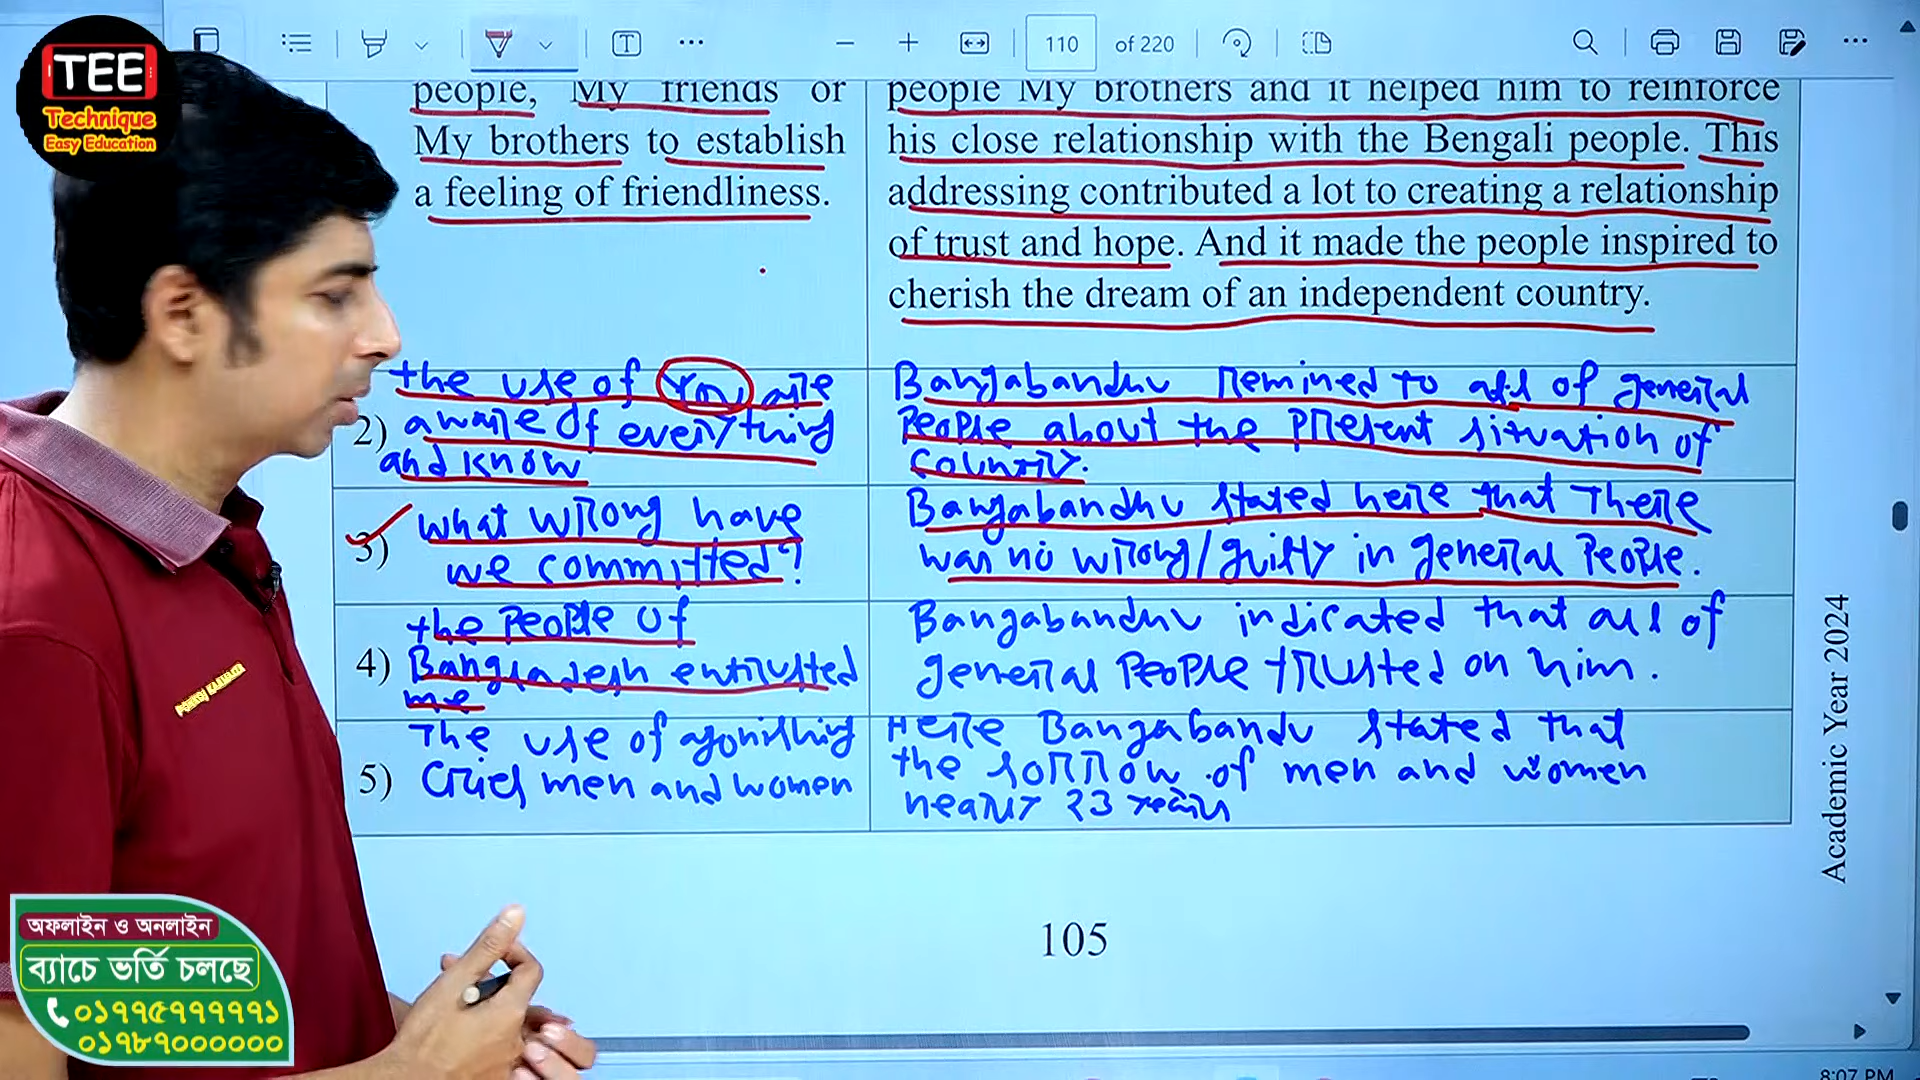 TEE
Technique
Easy Education
110 of 220
people, My friends or
My brothers to establish
a feeling of friendliness.
people My brothers and it helped him to reinforce
his close relationship with the Bengali people. This
addressing contributed a lot to creating a relationship
of trust and hope. And it made the people inspired to
cherish the dream of an independent country.
the use of You are
2) aware of everything
and know
Bangabandhu remined to all of general
people about the present situation of
country.
3) what wrong have
we committed?
Bangabandhu stated here that There
was no wrong/guilty in general people.
the people of
4) Bangladesh entrusted
me
Bangabandhu indicated that all of
general people trusted on him.
The use of agonishing
5) Cries men and women
Here Bangabandu stated that
the sorrow of men and women
nearly 23 years
105
Academic Year 2024
অফলাইন ও অনলাইন
ব্যাচে ভর্তি চলছে
০১৭৭৫৭৭৭৭৭১
০১৭৮৭০০০০০০
8:07 PM